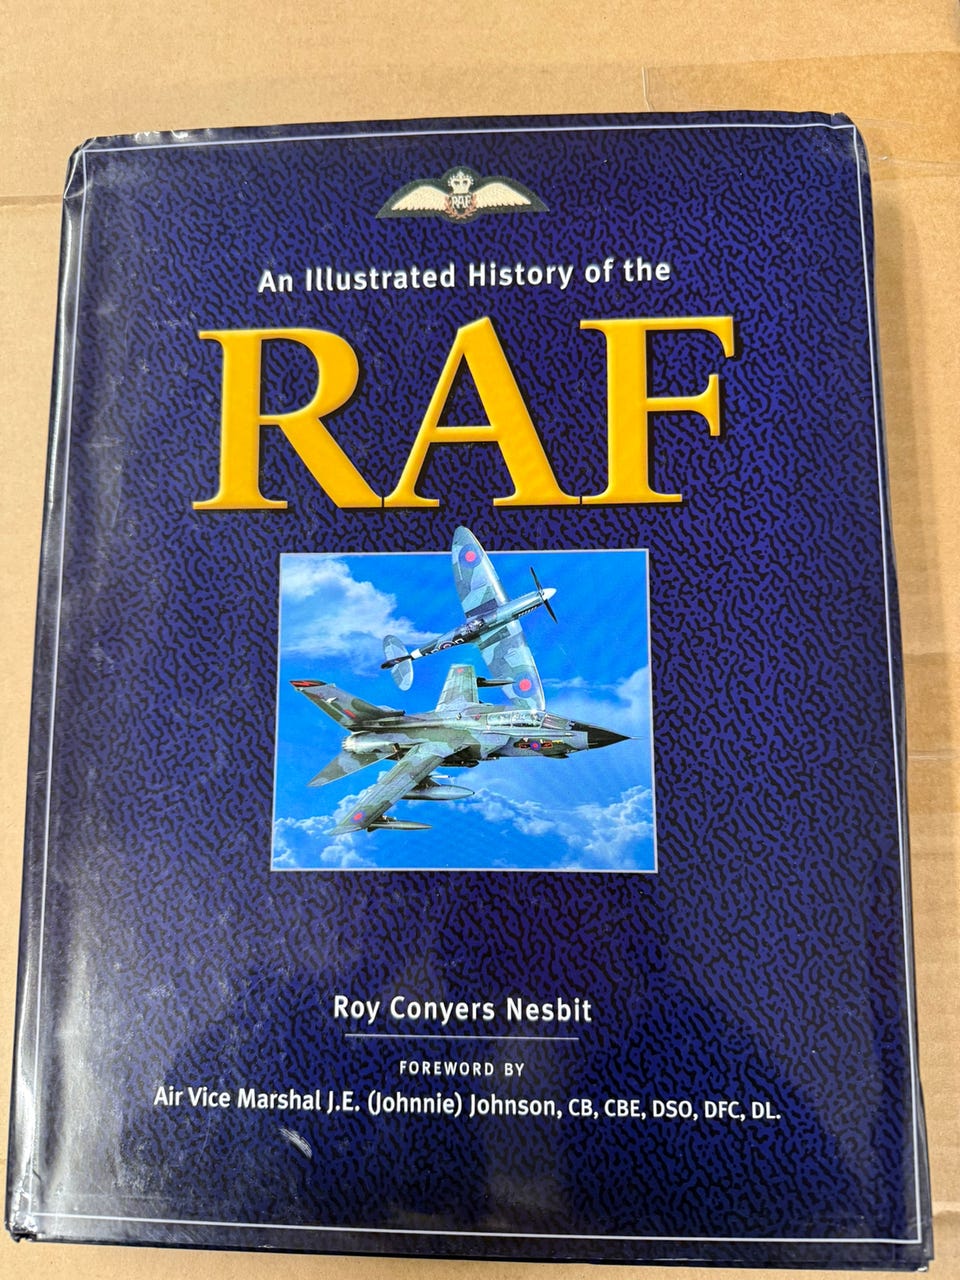 RAF
An Illustrated History of the
RAF
Roy Conyers Nesbit
FOREWORD BY
Air Vice Marshal J.E. (Johnnie) Johnson, CB, CBE, DSO, DFC, DL.